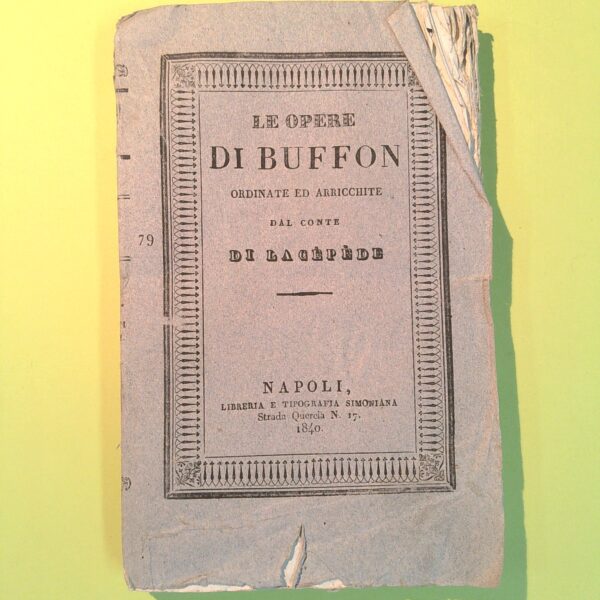 LE OPERE
DI BUFFON
ORDINATE ED ARRICCHITE
DAL CONTE
DI LACÈPÈDE
79
NAPOLI,
LIBRERIA E TIPOGRAFIA SIMONIANA
Strada Quercia N. 17.
1840.